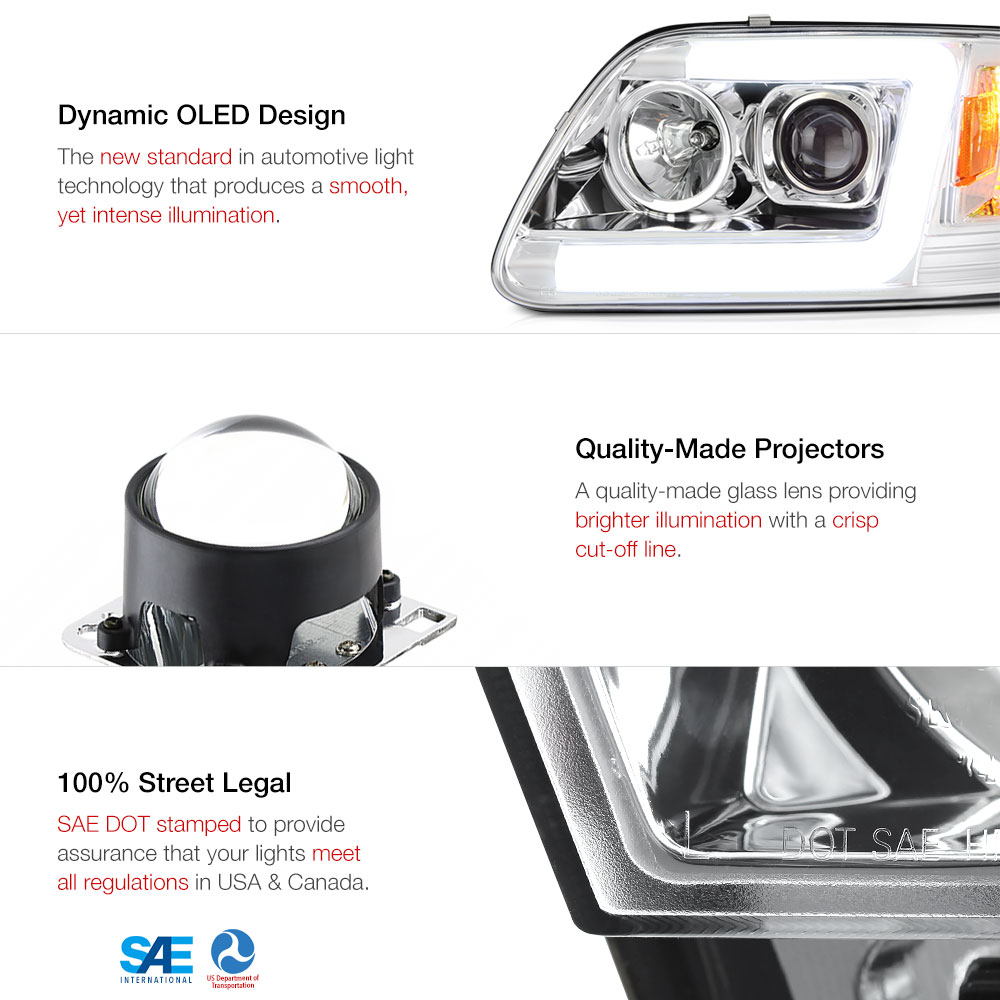 Dynamic OLED Design
The new standard in automotive light
technology that produces a smooth,
yet intense illumination.
Quality-Made Projectors
A quality-made glass lens providing
brighter illumination with a crisp
cut-off line.
100% Street Legal
SAE DOT stamped to provide
assurance that your lights meet
all regulations in USA & Canada.
L DOT SAE
SAE
INTERNATIONAL
US Department of
Transportation